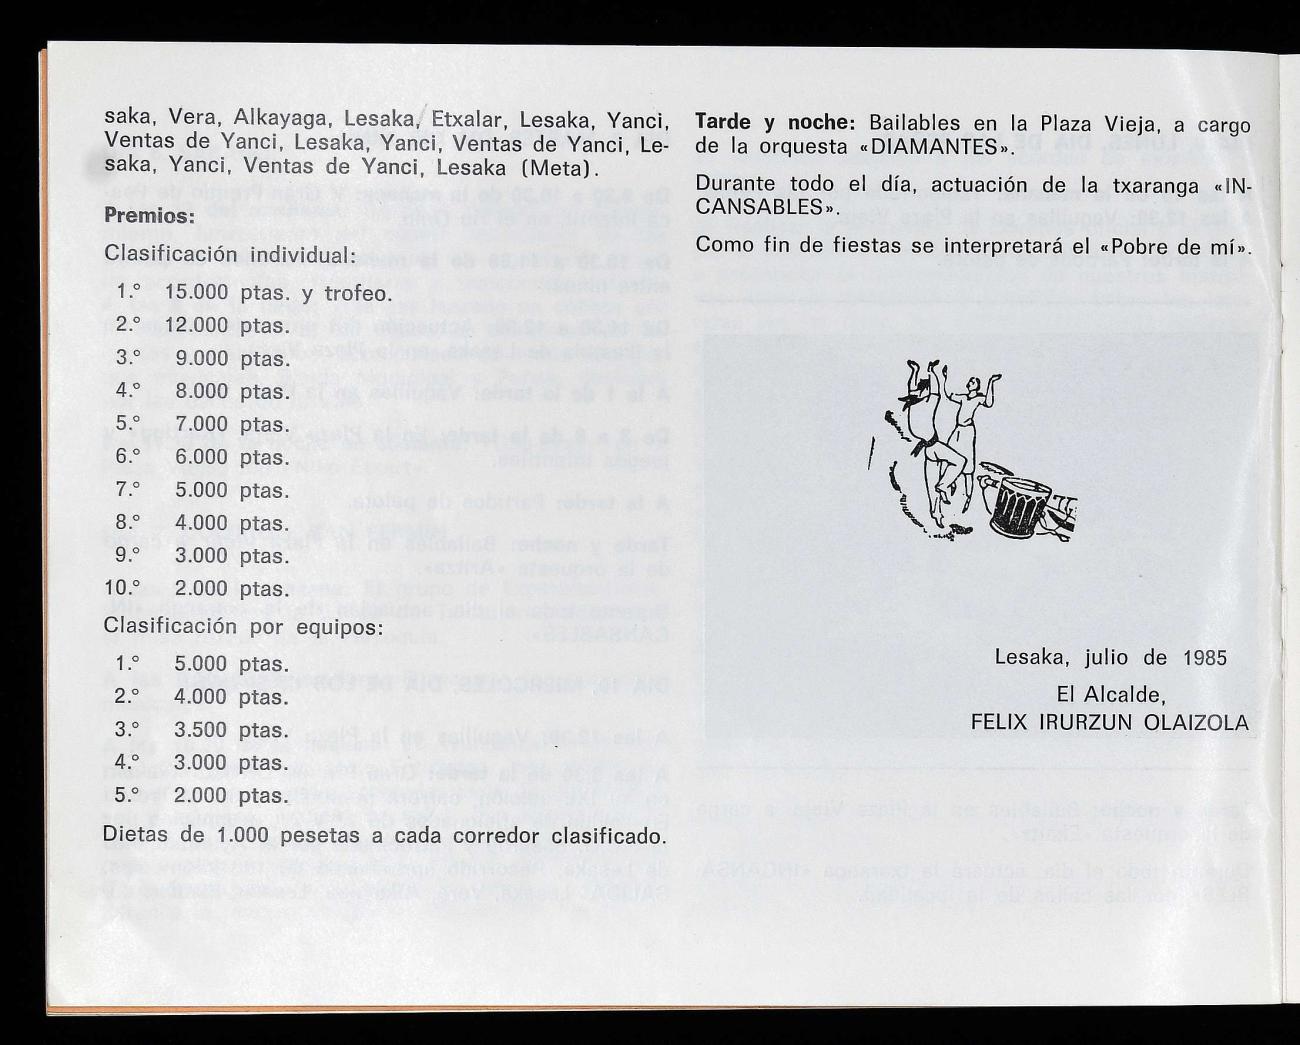 saka, Vera, Alkayaga, Lesaka, Etxalar, Lesaka, Yanci,
Ventas de Yanci, Lesaka, Yanci, Ventas de Yanci, Le-
saka, Yanci, Ventas de Yanci, Lesaka (Meta).
Premios:
Clasificación individual:
1.° 15.000 ptas. y trofeo.
2.° 12.000 ptas.
3.° 9.000 ptas.
4.° 8.000 ptas.
5.° 7.000 ptas.
6.° 6.000 ptas.
7.° 5.000 ptas.
8.° 4.000 ptas.
9.° 3.000 ptas.
10.° 2.000 ptas.
Clasificación por equipos:
1.° 5.000 ptas.
2.° 4.000 ptas.
3.° 3.500 ptas.
4.° 3.000 ptas.
5.° 2.000 ptas.
Dietas de 1.000 pesetas a cada corredor clasificado.
Tarde y noche: Bailables en la Plaza Vieja, a cargo
de la orquesta «DIAMANTES».
Durante todo el día, actuación de la txaranga «IN-
CANSABLES».
Como fin de fiestas se interpretará el «Pobre de mí».
Lesaka, julio de 1985
El Alcalde,
FELIX IRURZUN OLAIZOLA